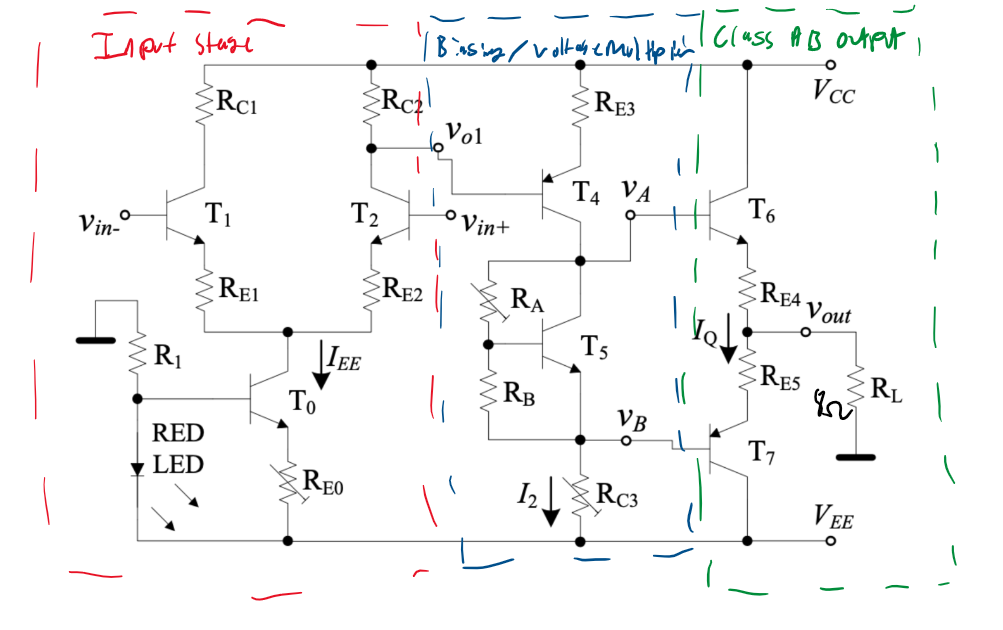 Input stage
Biasing/Voltage Multiplier
Class AB output
RC1
RC2
RE3
VCC
vo1
T1
T2
T4
vA
T6
vin-
vin+
RE1
RE2
RA
RE4
vout
IQ
R1
IEE
T5
RE5
RL
8Ω
T0
RB
RED
LED
vB
T7
RE0
I2
RC3
VEE